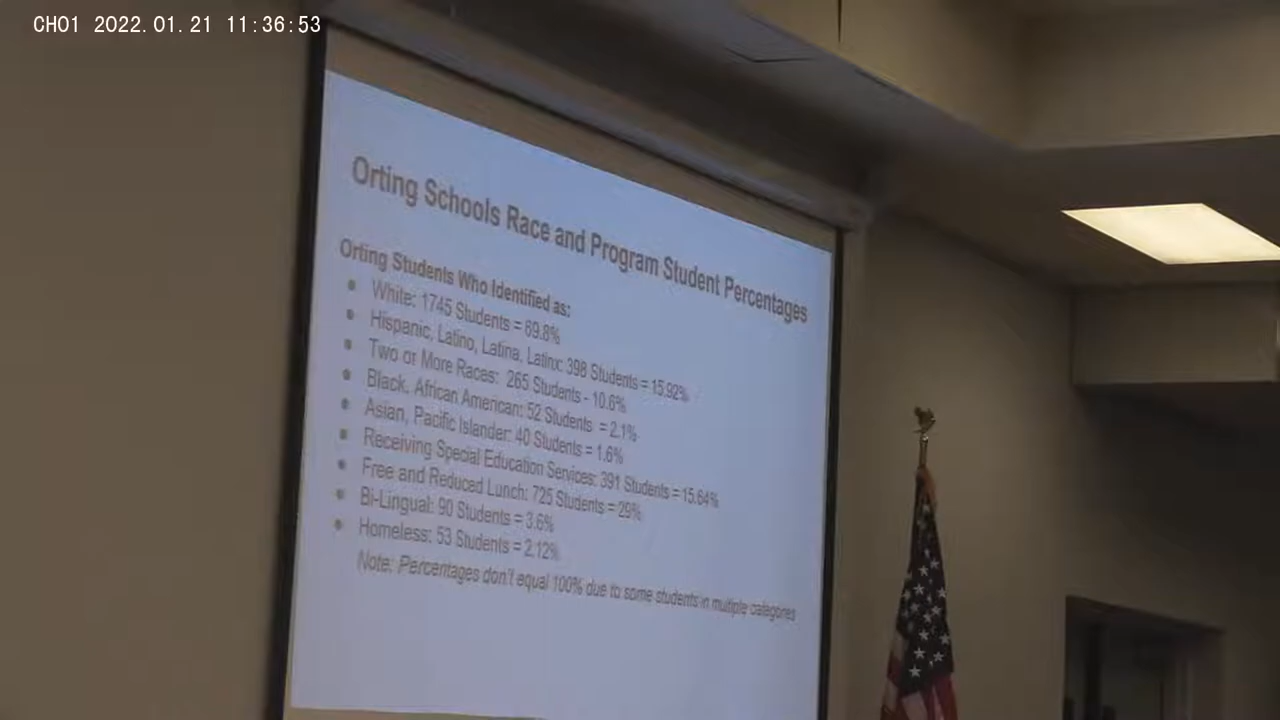 CH01 2022.01.21 11:36:53
Orting Schools Race and Program Student Percentages
Orting Students Who Identified as:
• White: 1745 Students = 69.8%
• Hispanic, Latino, Latina, Latinx: 398 Students = 15.92%
• Two or More Races: 265 Students - 10.6%
• Black, African American: 52 Students = 2.1%
• Asian, Pacific Islander: 40 Students = 1.6%
• Receiving Special Education Services: 391 Students = 15.64%
• Free and Reduced Lunch: 725 Students = 29%
• Bi-Lingual: 90 Students = 3.6%
• Homeless: 53 Students = 2.12%
Note: Percentages don't equal 100% due to some students in multiple categories